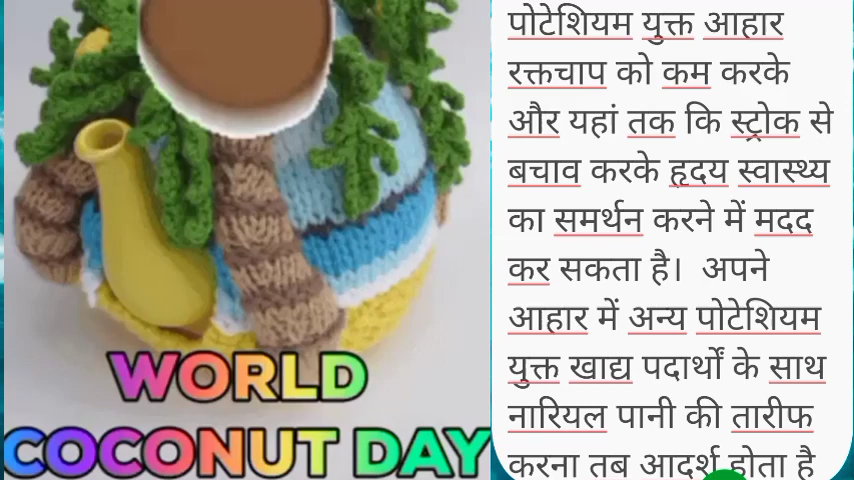 WORLD
COCONUT DAY
पोटेशियम युक्त आहार
रक्तचाप को कम करके
और यहां तक कि स्ट्रोक से
बचाव करके हृदय स्वास्थ्य
का समर्थन करने में मदद
कर सकता है।  अपने
आहार में अन्य पोटेशियम
युक्त खाद्य पदार्थों के साथ
नारियल पानी की तारीफ
करना तब आदर्श होता है